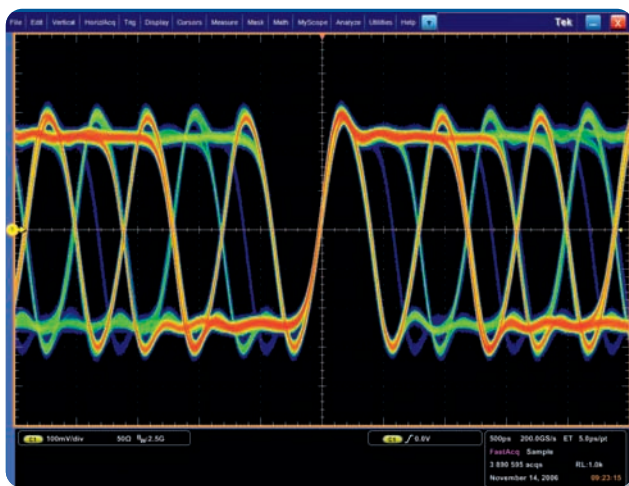 File Edit Vertical Horiz/Acq Trig Display Cursors Measure Mask Math MyScope Analyze Utilities Help Tek X
C1 100mV/div 50Ω BW:2.5G
C1 0.0V
500ps 200.0GS/s ET 5.0ps/pt
FastAcq Sample
3 890 595 acqs RL:1.0k
November 14, 2006 09:23:15